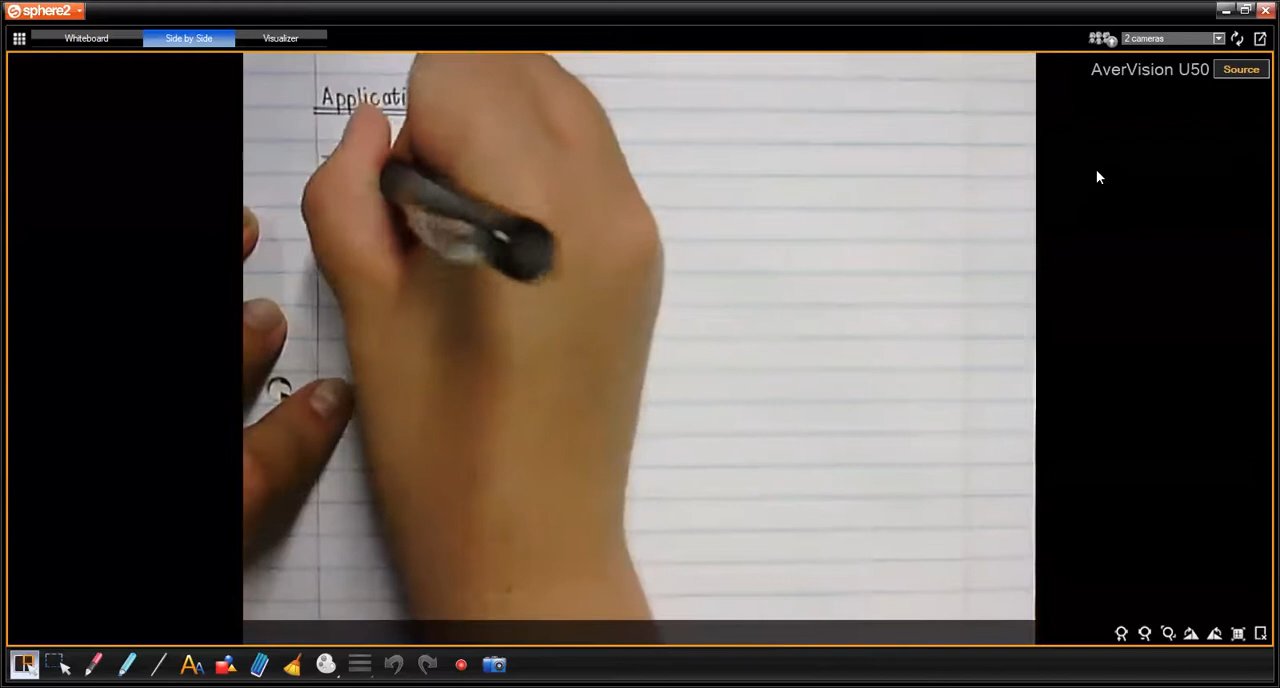 sphere2
Whiteboard
Side by Side
Visualizer
2 cameras
AverVision U50
Source
Applicati